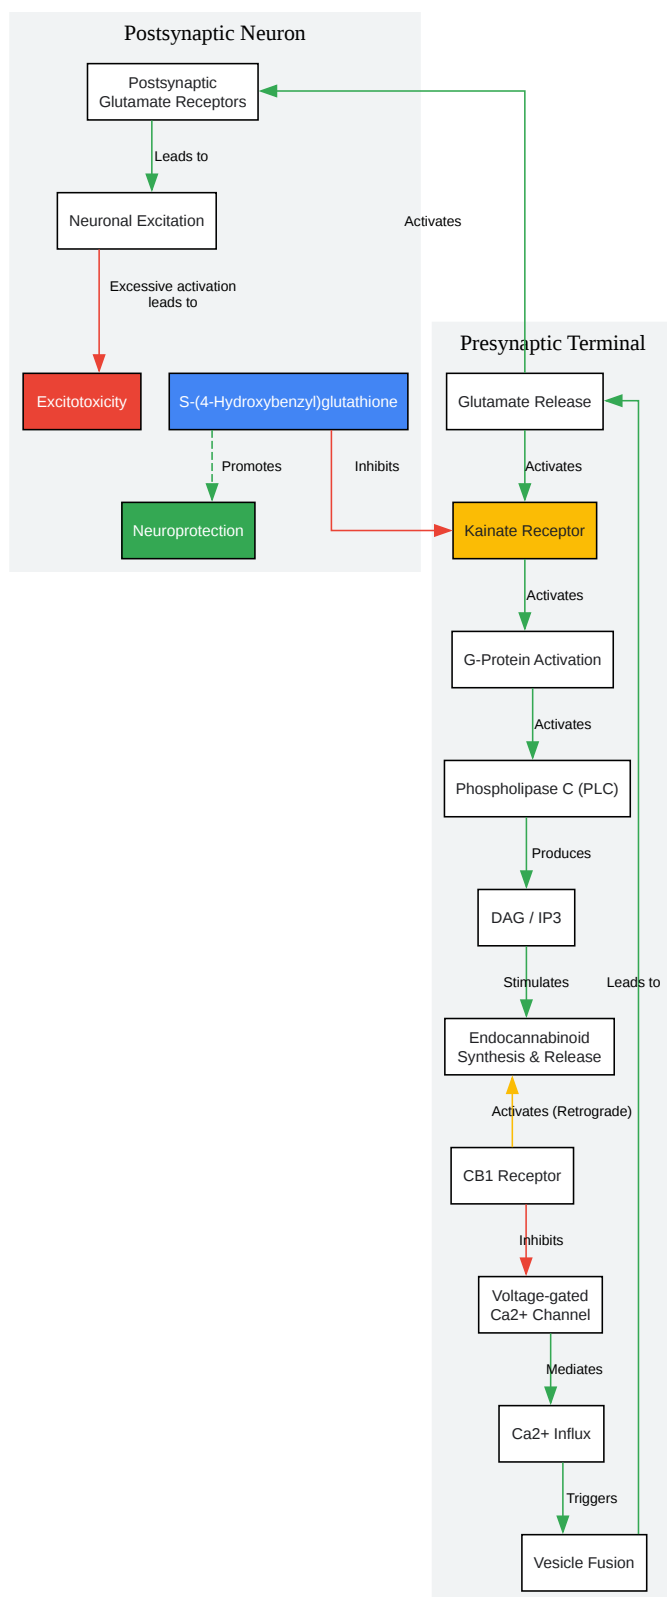 Postsynaptic Neuron
Postsynaptic
Glutamate Receptors
Leads to
Neuronal Excitation
Activates
Excessive activation
leads to
Presynaptic Terminal
Excitotoxicity
S-(4-Hydroxybenzyl)glutathione
Glutamate Release
Promotes
Inhibits
Activates
Neuroprotection
Kainate Receptor
Activates
G-Protein Activation
Activates
Phospholipase C (PLC)
Produces
DAG / IP3
Stimulates
Leads to
Endocannabinoid
Synthesis & Release
Activates (Retrograde)
CB1 Receptor
Inhibits
Voltage-gated
Ca2+ Channel
Mediates
Ca2+ Influx
Triggers
Vesicle Fusion